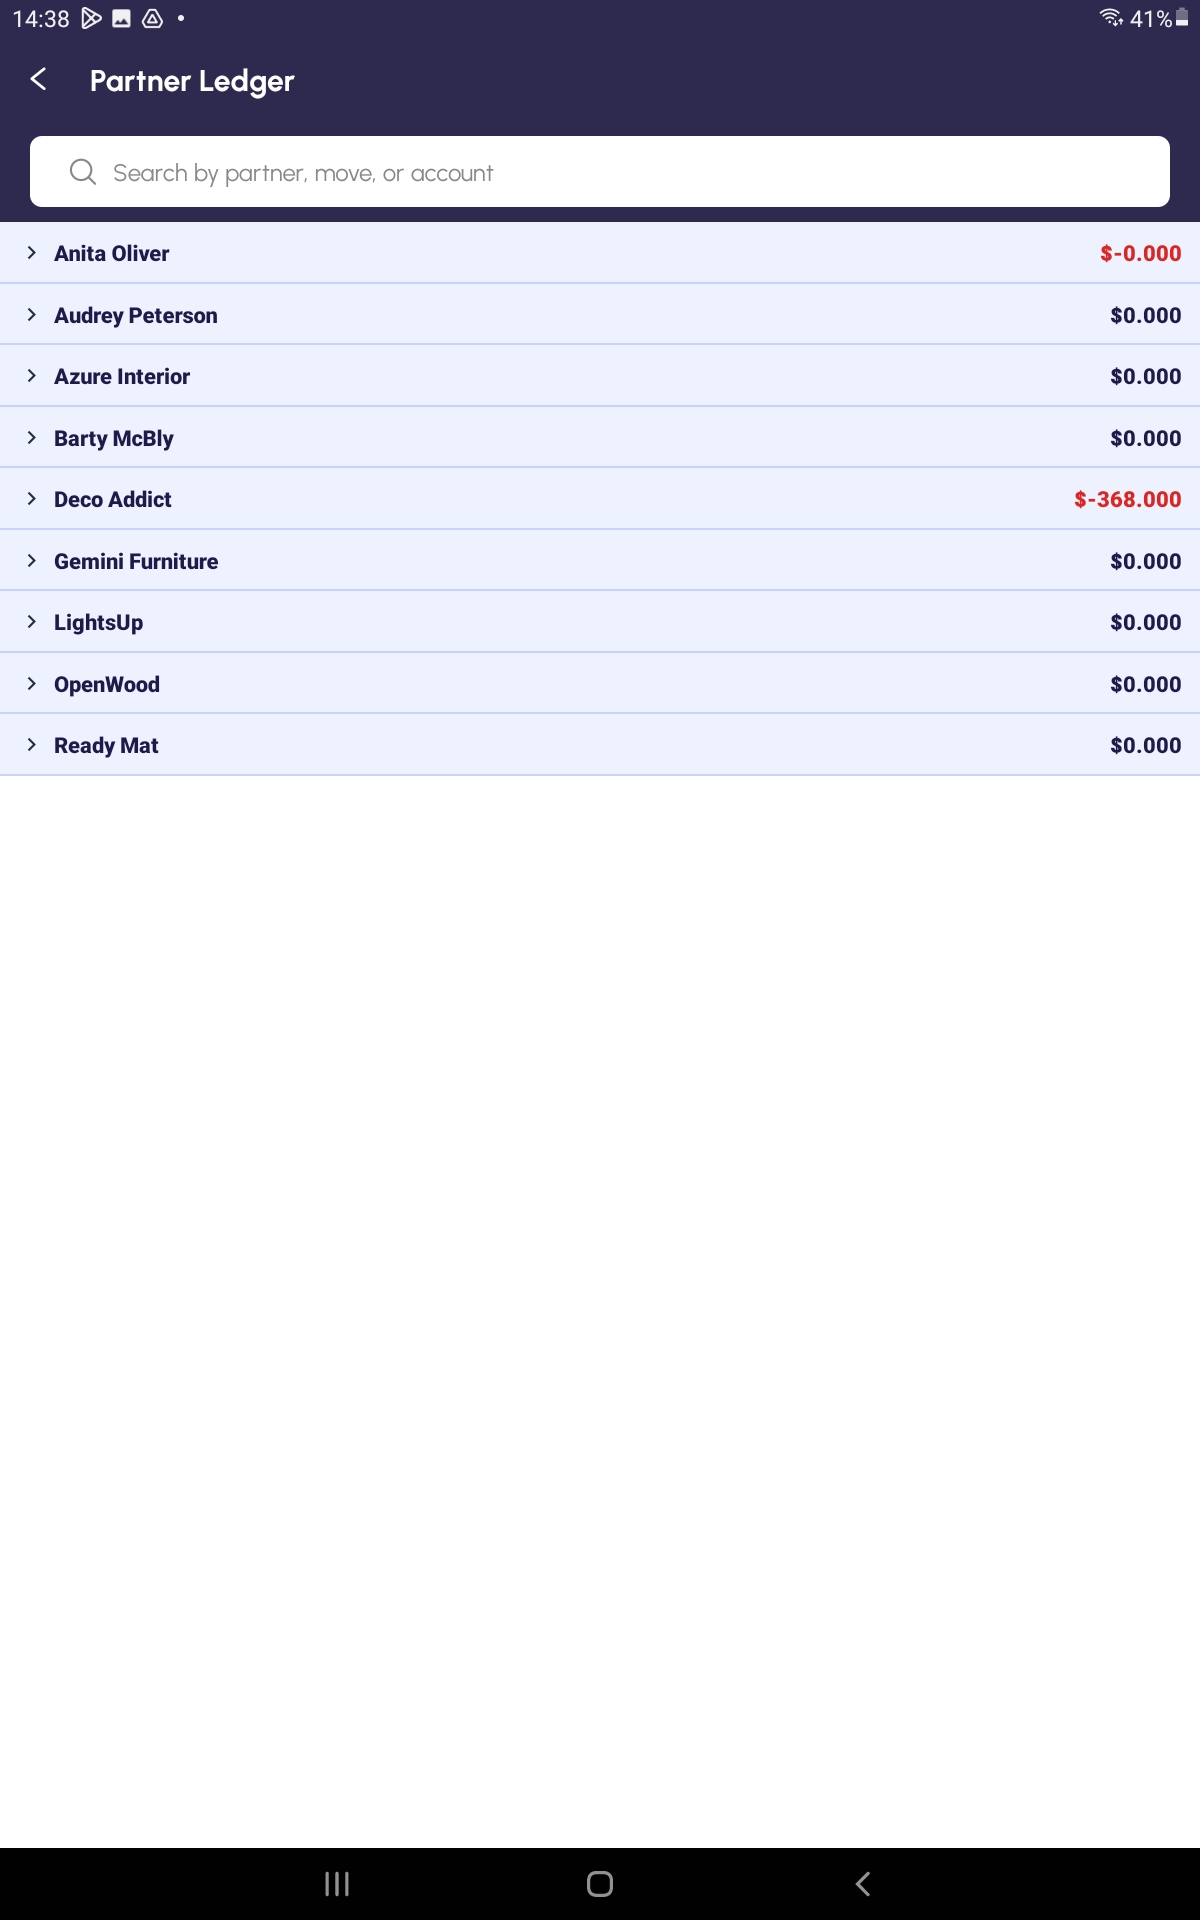 14:38
41%
Partner Ledger
Search by partner, move, or account
Anita Oliver $-0.000
Audrey Peterson $0.000
Azure Interior $0.000
Barty McBly $0.000
Deco Addict $-368.000
Gemini Furniture $0.000
LightsUp $0.000
OpenWood $0.000
Ready Mat $0.000